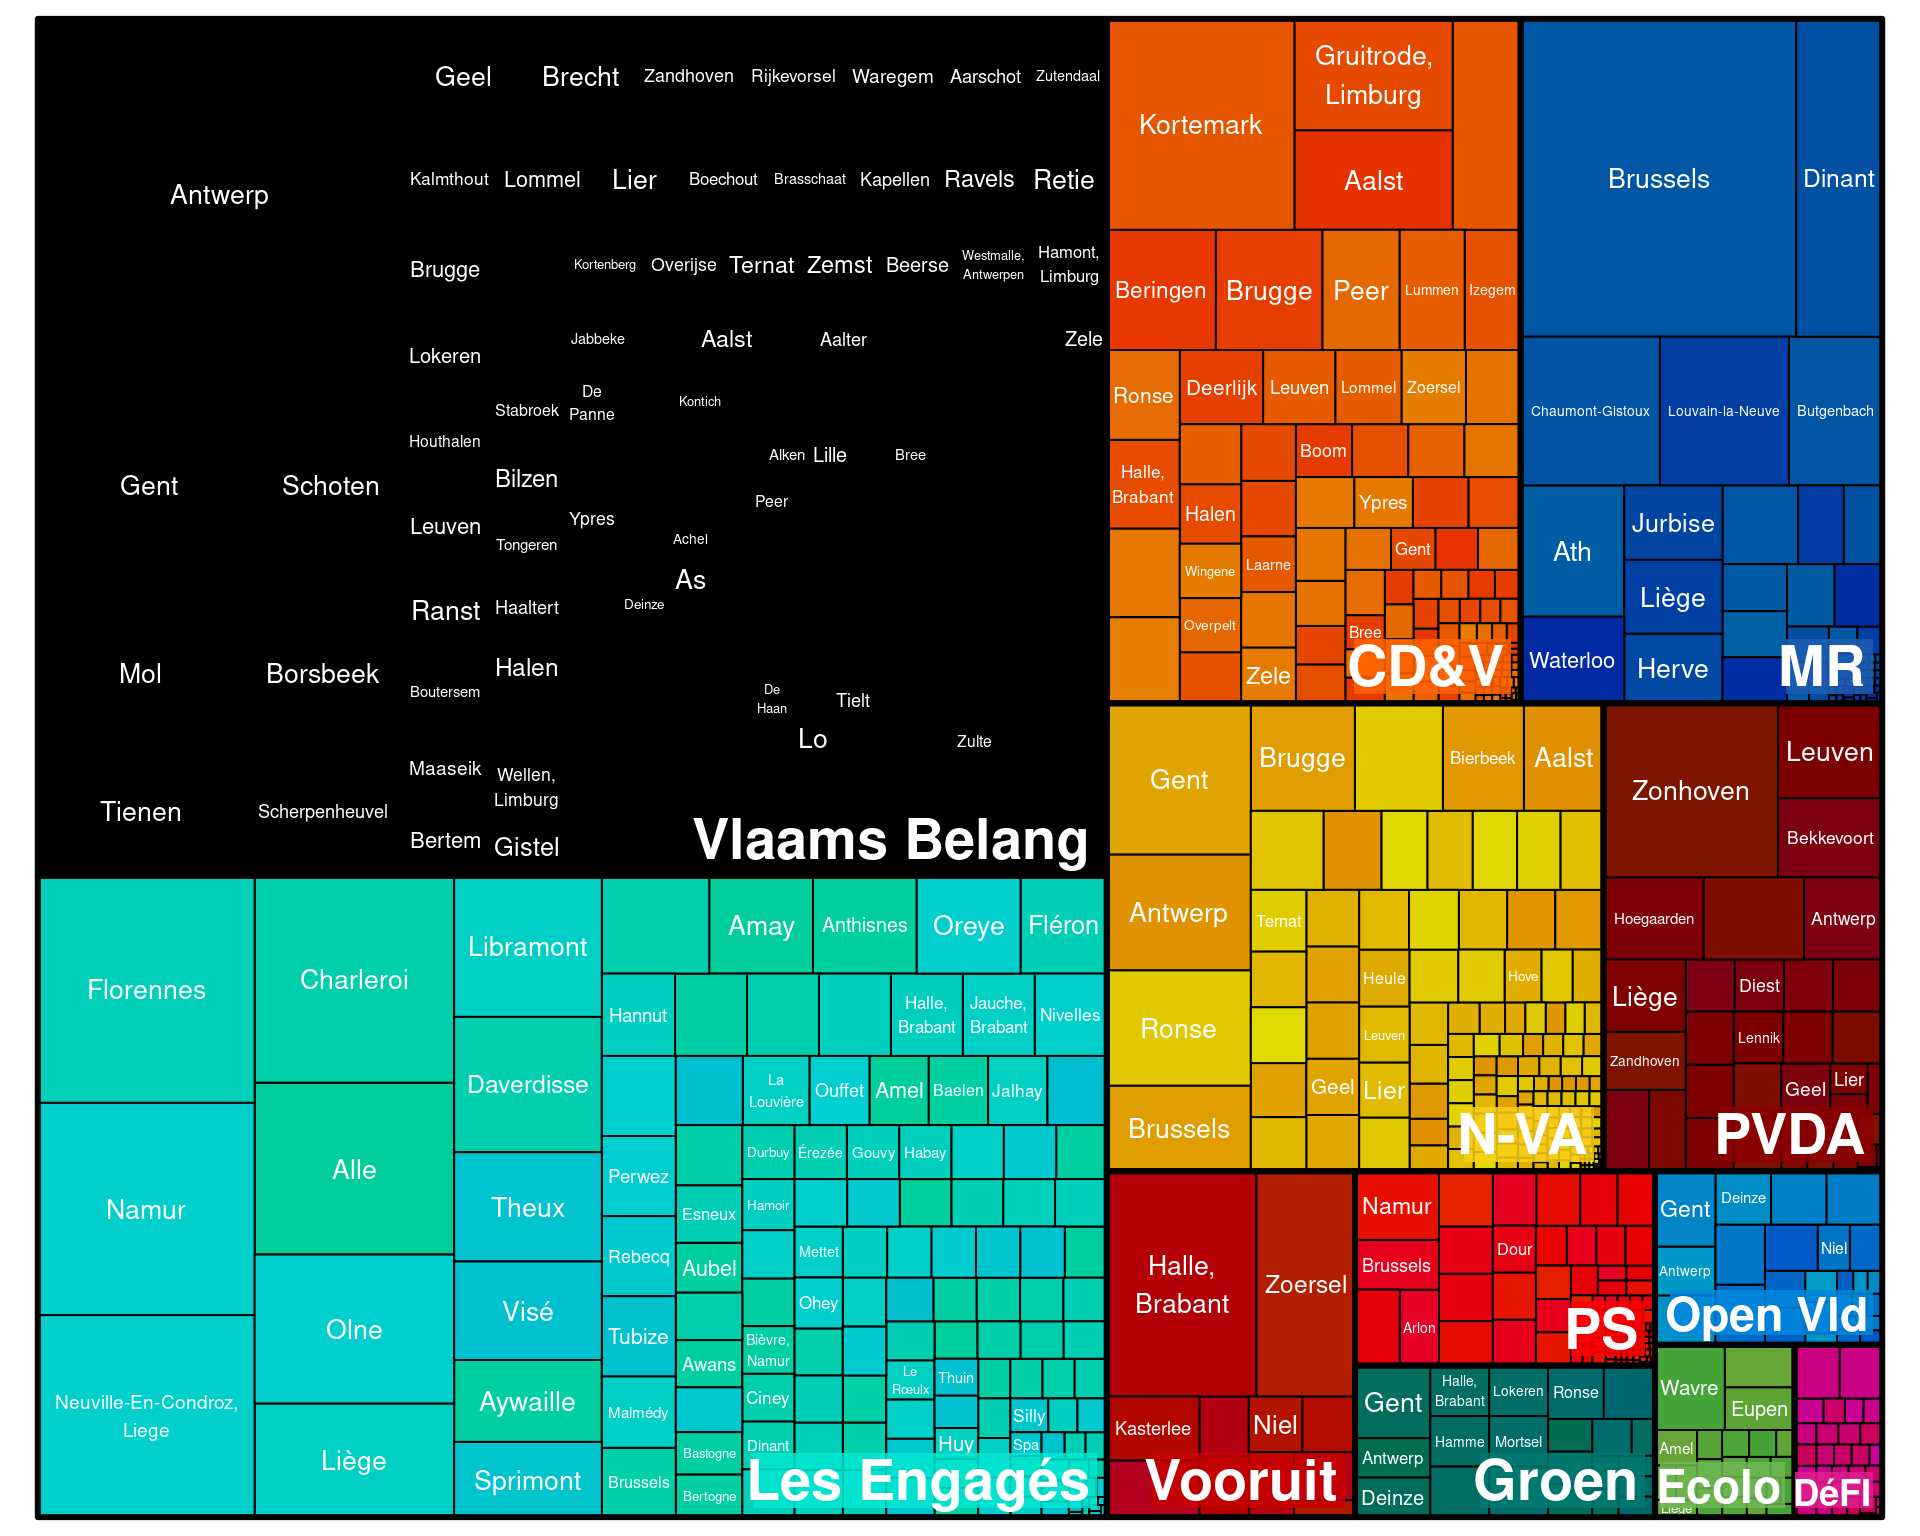 Geel
Brecht
Zandhoven
Rijkevorsel
Waregem
Aarschot
Zutendaal
Antwerp
Kalmthout
Lommel
Lier
Boechout
Brasschaat
Kapellen
Ravels
Retie
Brugge
Kortenberg
Overijse
Ternat
Zemst
Beerse
Westmalle,
Antwerpen
Hamont,
Limburg
Lokeren
Jabbeke
Aalst
Aalter
Zele
Stabroek
De
Panne
Kontich
Houthalen
Alken
Lille
Bree
Gent
Schoten
Bilzen
Peer
Leuven
Ypres
Tongeren
Achel
As
Ranst
Haaltert
Deinze
Mol
Borsbeek
Halen
Boutersem
De
Haan
Tielt
Lo
Zulte
Maaseik
Wellen,
Limburg
Tienen
Scherpenheuvel
Bertem
Gistel
Vlaams Belang
Kortemark
Gruitrode,
Limburg
Aalst
Beringen
Brugge
Peer
Lummen
Izegem
Ronse
Deerlijk
Leuven
Lommel
Zoersel
Halle,
Brabant
Boom
Halen
Ypres
Wingene
Laarne
Gent
Overpelt
Bree
Zele
CD&V
Brussels
Dinant
Chaumont-Gistoux
Louvain-la-Neuve
Butgenbach
Ath
Jurbise
Liège
Waterloo
Herve
MR
Gent
Brugge
Bierbeek
Aalst
Antwerp
Ternat
Ronse
Heule
Hove
Leuven
Geel
Lier
Brussels
N-VA
Zonhoven
Leuven
Bekkevoort
Hoegaarden
Antwerp
Liège
Diest
Lennik
Zandhoven
Geel
Lier
PVDA
Florennes
Charleroi
Libramont
Amay
Anthisnes
Oreye
Fléron
Hannut
Halle,
Brabant
Jauche,
Brabant
Nivelles
Daverdisse
La
Louvière
Ouffet
Amel
Baelen
Jalhay
Alle
Namur
Theux
Perwez
Durbuy
Érezée
Gouvy
Habay
Esneux
Hamoir
Rebecq
Aubel
Mettet
Visé
Ohey
Olne
Tubize
Awans
Bièvre,
Namur
Le
Rœulx
Thuin
Neuville-En-Condroz,
Liege
Aywaille
Malmédy
Ciney
Silly
Liège
Bastogne
Dinant
Huy
Spa
Sprimont
Brussels
Bertogne
Les Engagés
Halle,
Brabant
Zoersel
Kasterlee
Niel
Vooruit
Namur
Brussels
Dour
Arlon
PS
Gent
Deinze
Antwerp
Niel
Open Vld
Gent
Halle,
Brabant
Lokeren
Ronse
Antwerp
Hamme
Mortsel
Deinze
Groen
Wavre
Eupen
Amel
Liège
Ecolo
DéFI